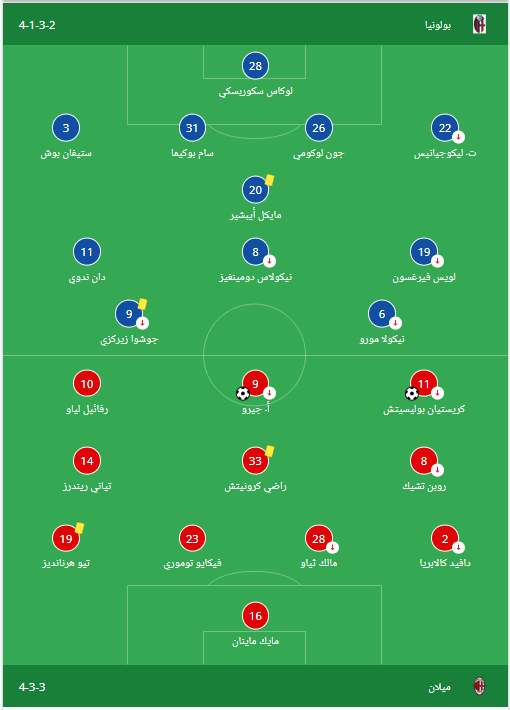 بولونيا 4-1-3-2
28
لوكاس سكوريسكي
22 26 31 3
ت. ليكوجيانيس جون لوكومي سام بوكيما ستيفان بوش
20
مايكل أيبشير
19 8 11
لويس فيرغسون نيكولاس دومينغيز دان ندوي
6 9
نيكولا مورو جوشوا زيركزي
11 9 10
كريستيان بوليسيتش أ. جيرو رفائيل لياو
8 33 14
روبن تشيك راضي كرونيتش تياني ريندرز
2 28 23 19
دافيد كالابريا مالك ثياو فيكايو توموري تيو هرنانديز
16
مايك ماينان
ميلان 4-3-3